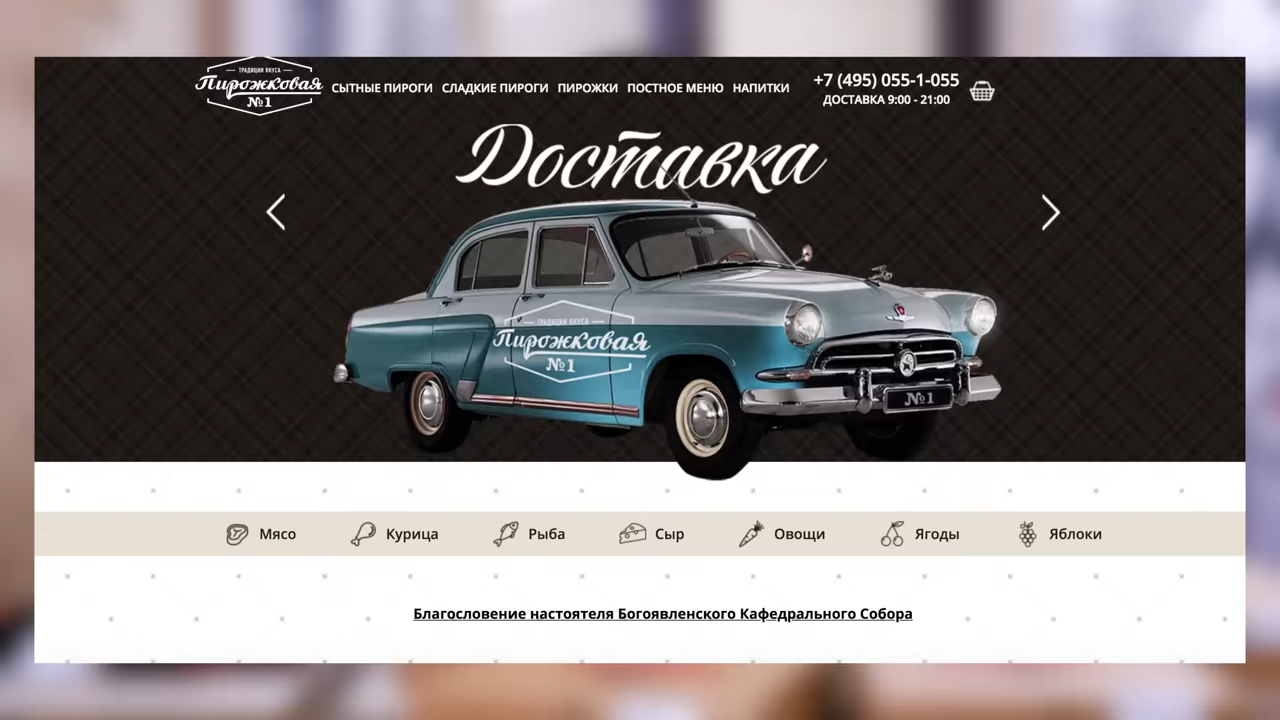 ТРАДИЦИИ ВКУСА
Пирожковая
№1
СЫТНЫЕ ПИРОГИ СЛАДКИЕ ПИРОГИ ПИРОЖКИ ПОСТНОЕ МЕНЮ НАПИТКИ
+7 (495) 055-1-055
ДОСТАВКА 9:00 - 21:00
Доставка
ТРАДИЦИИ ВКУСА
Пирожковая
№1
№1
Мясо Курица Рыба Сыр Овощи Ягоды Яблоки
Благословение настоятеля Богоявленского Кафедрального Собора